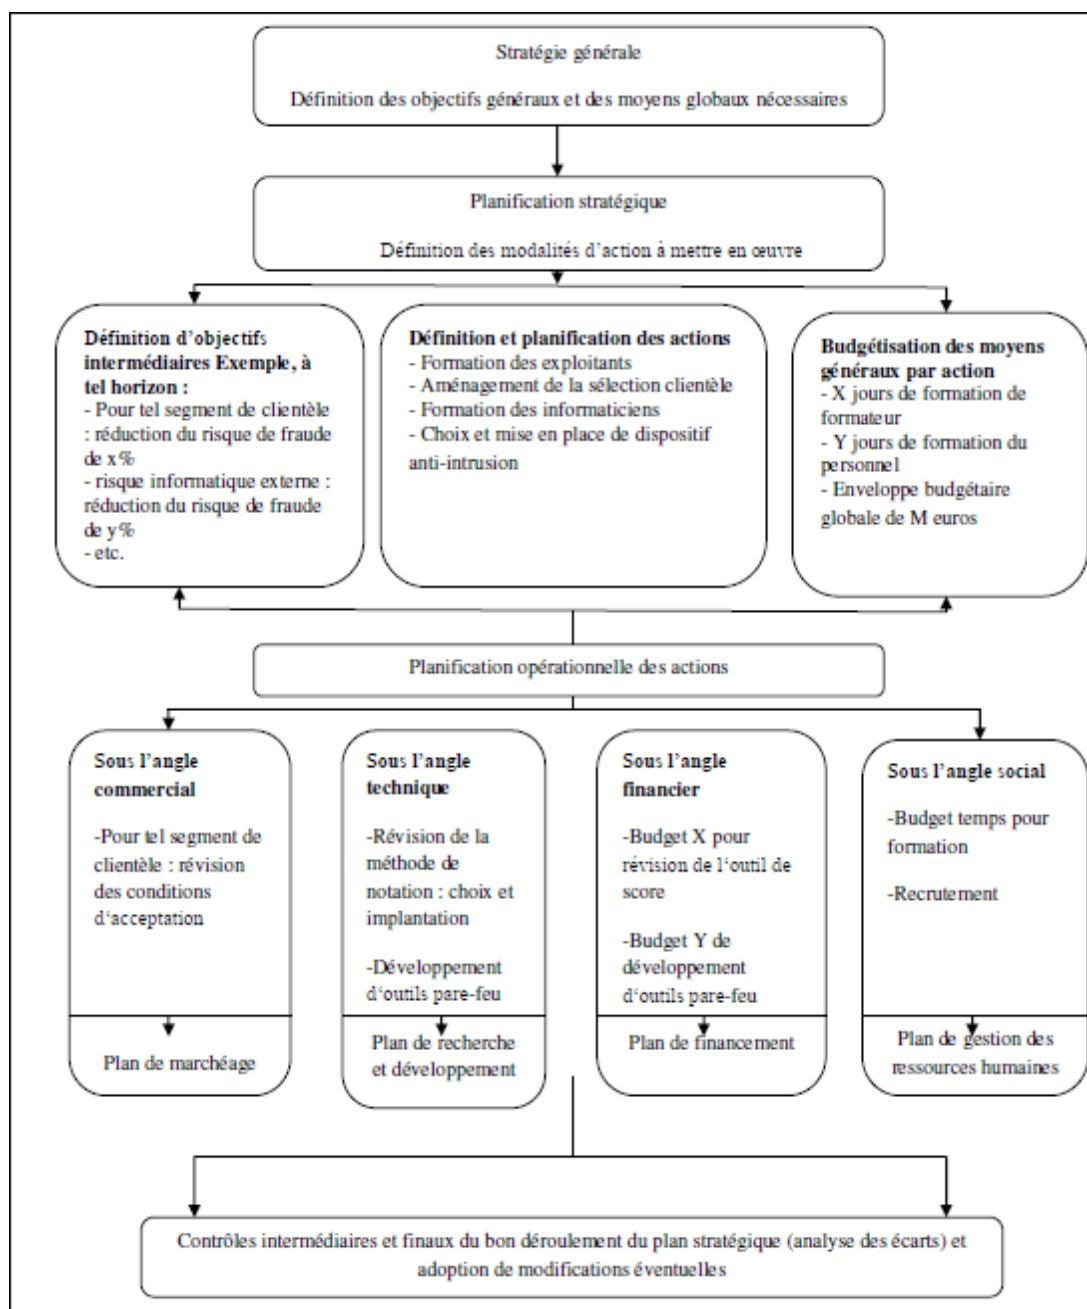 Stratégie générale
Définition des objectifs généraux et des moyens globaux nécessaires
Planification stratégique
Définition des modalités d'action à mettre en œuvre
Définition d'objectifs
intermédiaires Exemple, à
tel horizon :
- Pour tel segment de clientèle
: réduction du risque de fraude
de x%
- risque informatique externe :
réduction du risque de fraude
de y%
- etc.
Définition et planification des actions
- Formation des exploitants
- Aménagement de la sélection clientèle
- Formation des informaticiens
- Choix et mise en place de dispositif
anti-intrusion
Budgétisation des moyens
généraux par action
- X jours de formation de
formateur
- Y jours de formation du
personnel
- Enveloppe budgétaire
globale de M euros
Planification opérationnelle des actions
Sous l'angle
commercial
-Pour tel segment de
clientèle : révision
des conditions
d'acceptation
Plan de marchéage
Sous l'angle
technique
-Révision de la
méthode de
notation : choix et
implantation
-Développement
d'outils pare-feu
Plan de recherche
et développement
Sous l'angle
financier
-Budget X pour
révision de l'outil de
score
-Budget Y de
développement
d'outils pare-feu
Plan de financement
Sous l'angle social
-Budget temps pour
formation
-Recrutement
Plan de gestion des
ressources humaines
Contrôles intermédiaires et finaux du bon déroulement du plan stratégique (analyse des écarts) et
adoption de modifications éventuelles